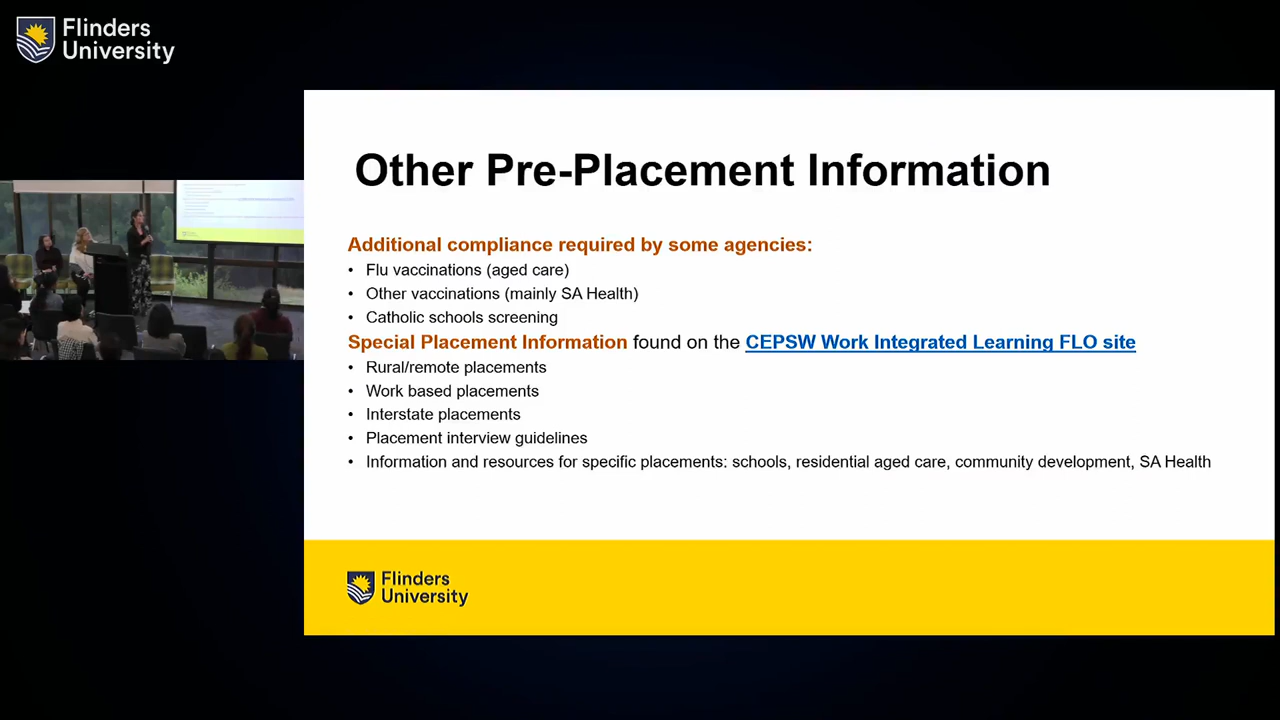 Flinders
University
Other Pre-Placement Information
Additional compliance required by some agencies:
• Flu vaccinations (aged care)
• Other vaccinations (mainly SA Health)
• Catholic schools screening
Special Placement Information found on the CEPSW Work Integrated Learning FLO site
• Rural/remote placements
• Work based placements
• Interstate placements
• Placement interview guidelines
• Information and resources for specific placements: schools, residential aged care, community development, SA Health
Flinders
University